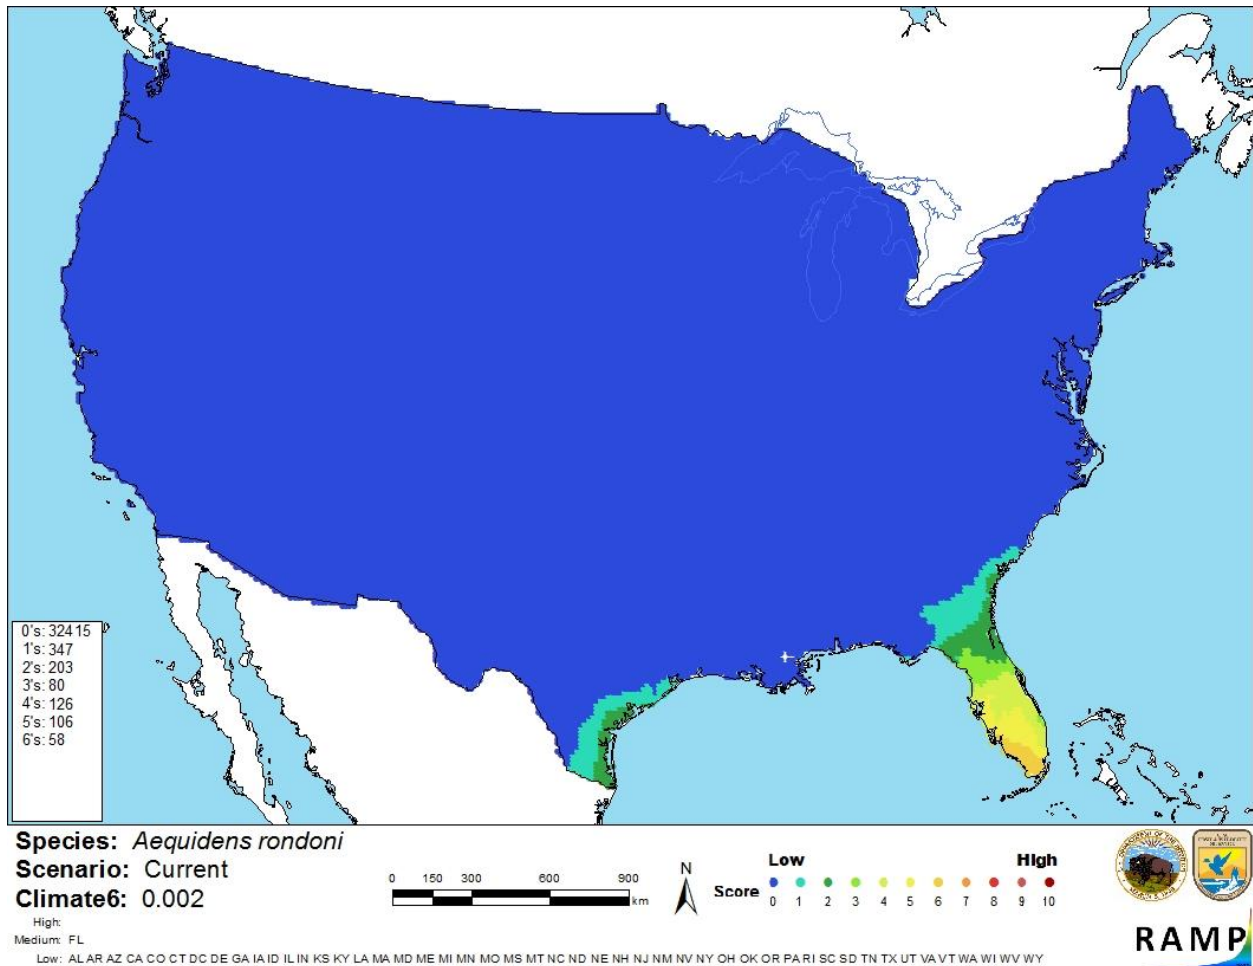 0's: 32415
1's: 347
2's: 203
3's: 80
4's: 126
5's: 106
6's: 58
Species: Aequidens rondoni
Scenario: Current
Climate6: 0.002
High:
Medium: FL
Low: AL AR AZ CA CO CT DC DE GA IA ID IL IN KS KY LA MA MD ME MI MN MO MS MT NC ND NE NH NJ NM NV NY OH OK OR PA RI SC SD TN TX UT VA VT WA WI WV WY
0 150 300 600 900
km
N
Low High
Score
0 1 2 3 4 5 6 7 8 9 10
RAMP